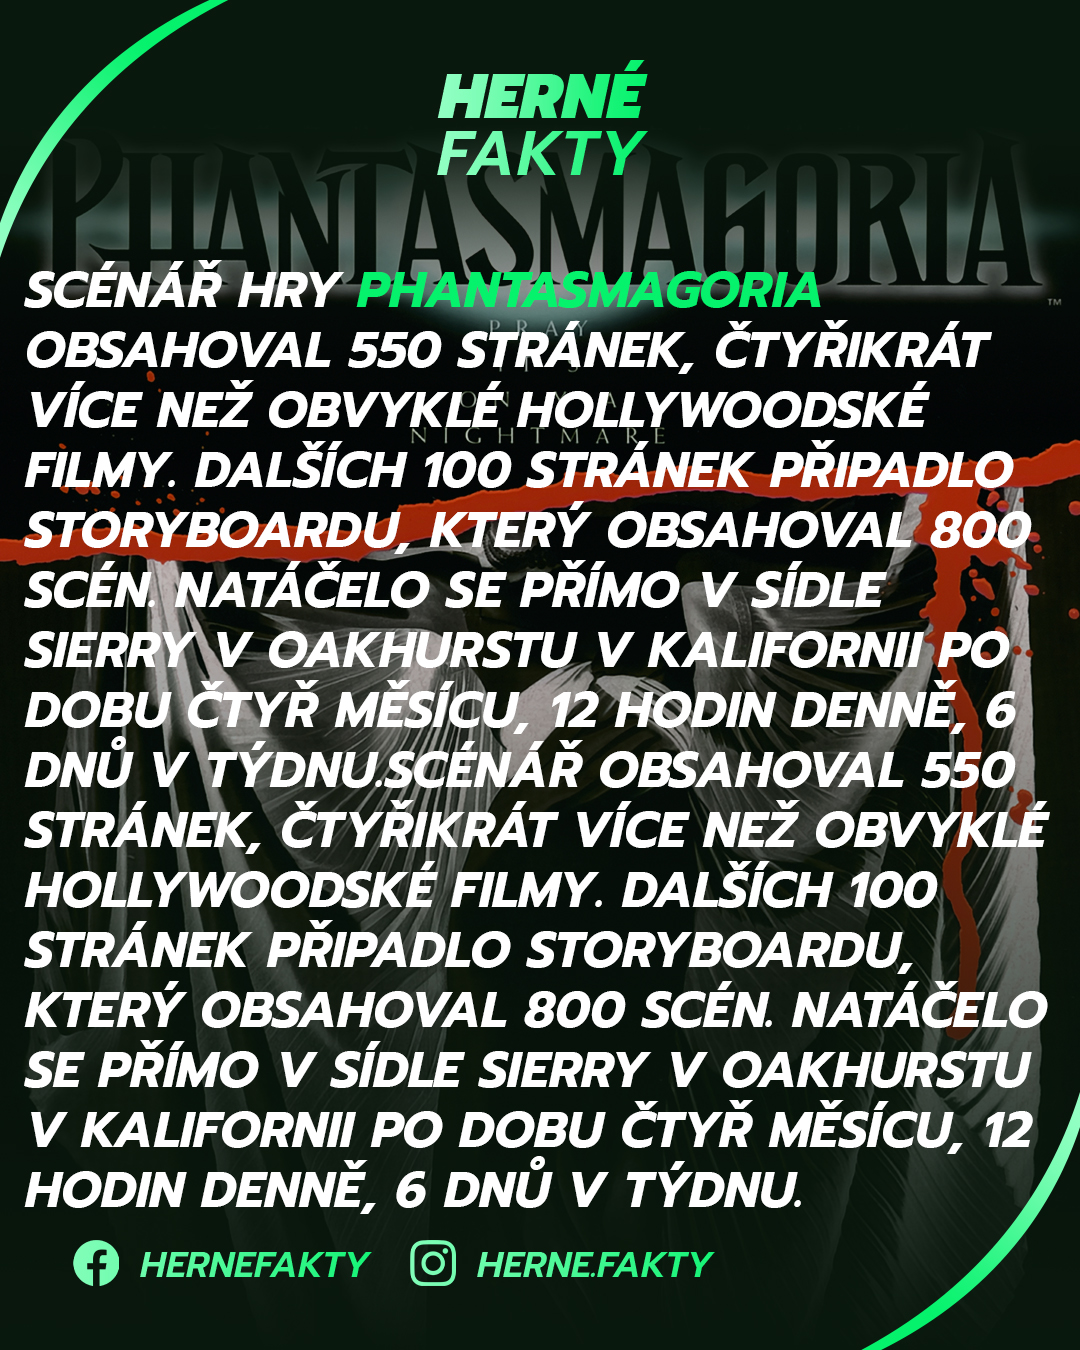 HERNÉ
FAKTY
PHANTASMAGORIA
TM
SCÉNÁŘ HRY PHANTASMAGORIA
PRAY
OBSAHOVAL 550 STRÁNEK, ČTYŘIKRÁT
VÍCE NEŽ OBVYKLÉ HOLLYWOODSKÉ
NIGHTMARE
FILMY. DALŠÍCH 100 STRÁNEK PŘIPADLO
STORYBOARDU, KTERÝ OBSAHOVAL 800
SCÉN. NATÁČELO SE PŘÍMO V SÍDLE
SIERRY V OAKHURSTU V KALIFORNII PO
DOBU ČTYŘ MĚSÍCU, 12 HODIN DENNĚ, 6
DNŮ V TÝDNU.SCÉNÁŘ OBSAHOVAL 550
STRÁNEK, ČTYŘIKRÁT VÍCE NEŽ OBVYKLÉ
HOLLYWOODSKÉ FILMY. DALŠÍCH 100
STRÁNEK PŘIPADLO STORYBOARDU,
KTERÝ OBSAHOVAL 800 SCÉN. NATÁČELO
SE PŘÍMO V SÍDLE SIERRY V OAKHURSTU
V KALIFORNII PO DOBU ČTYŘ MĚSÍCU, 12
HODIN DENNĚ, 6 DNŮ V TÝDNU.
HERNEFAKTY
HERNE.FAKTY